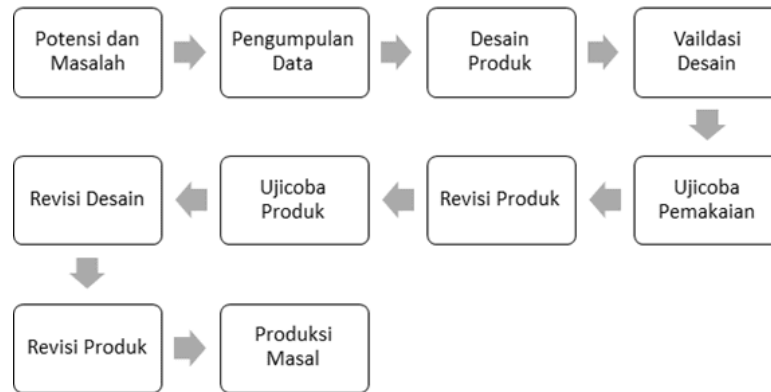 Potensi dan
Masalah
Pengumpulan
Data
Desain
Produk
Vaildasi
Desain
Ujicoba
Pemakaian
Revisi Produk
Ujicoba
Produk
Revisi Desain
Revisi Produk
Produksi
Masal